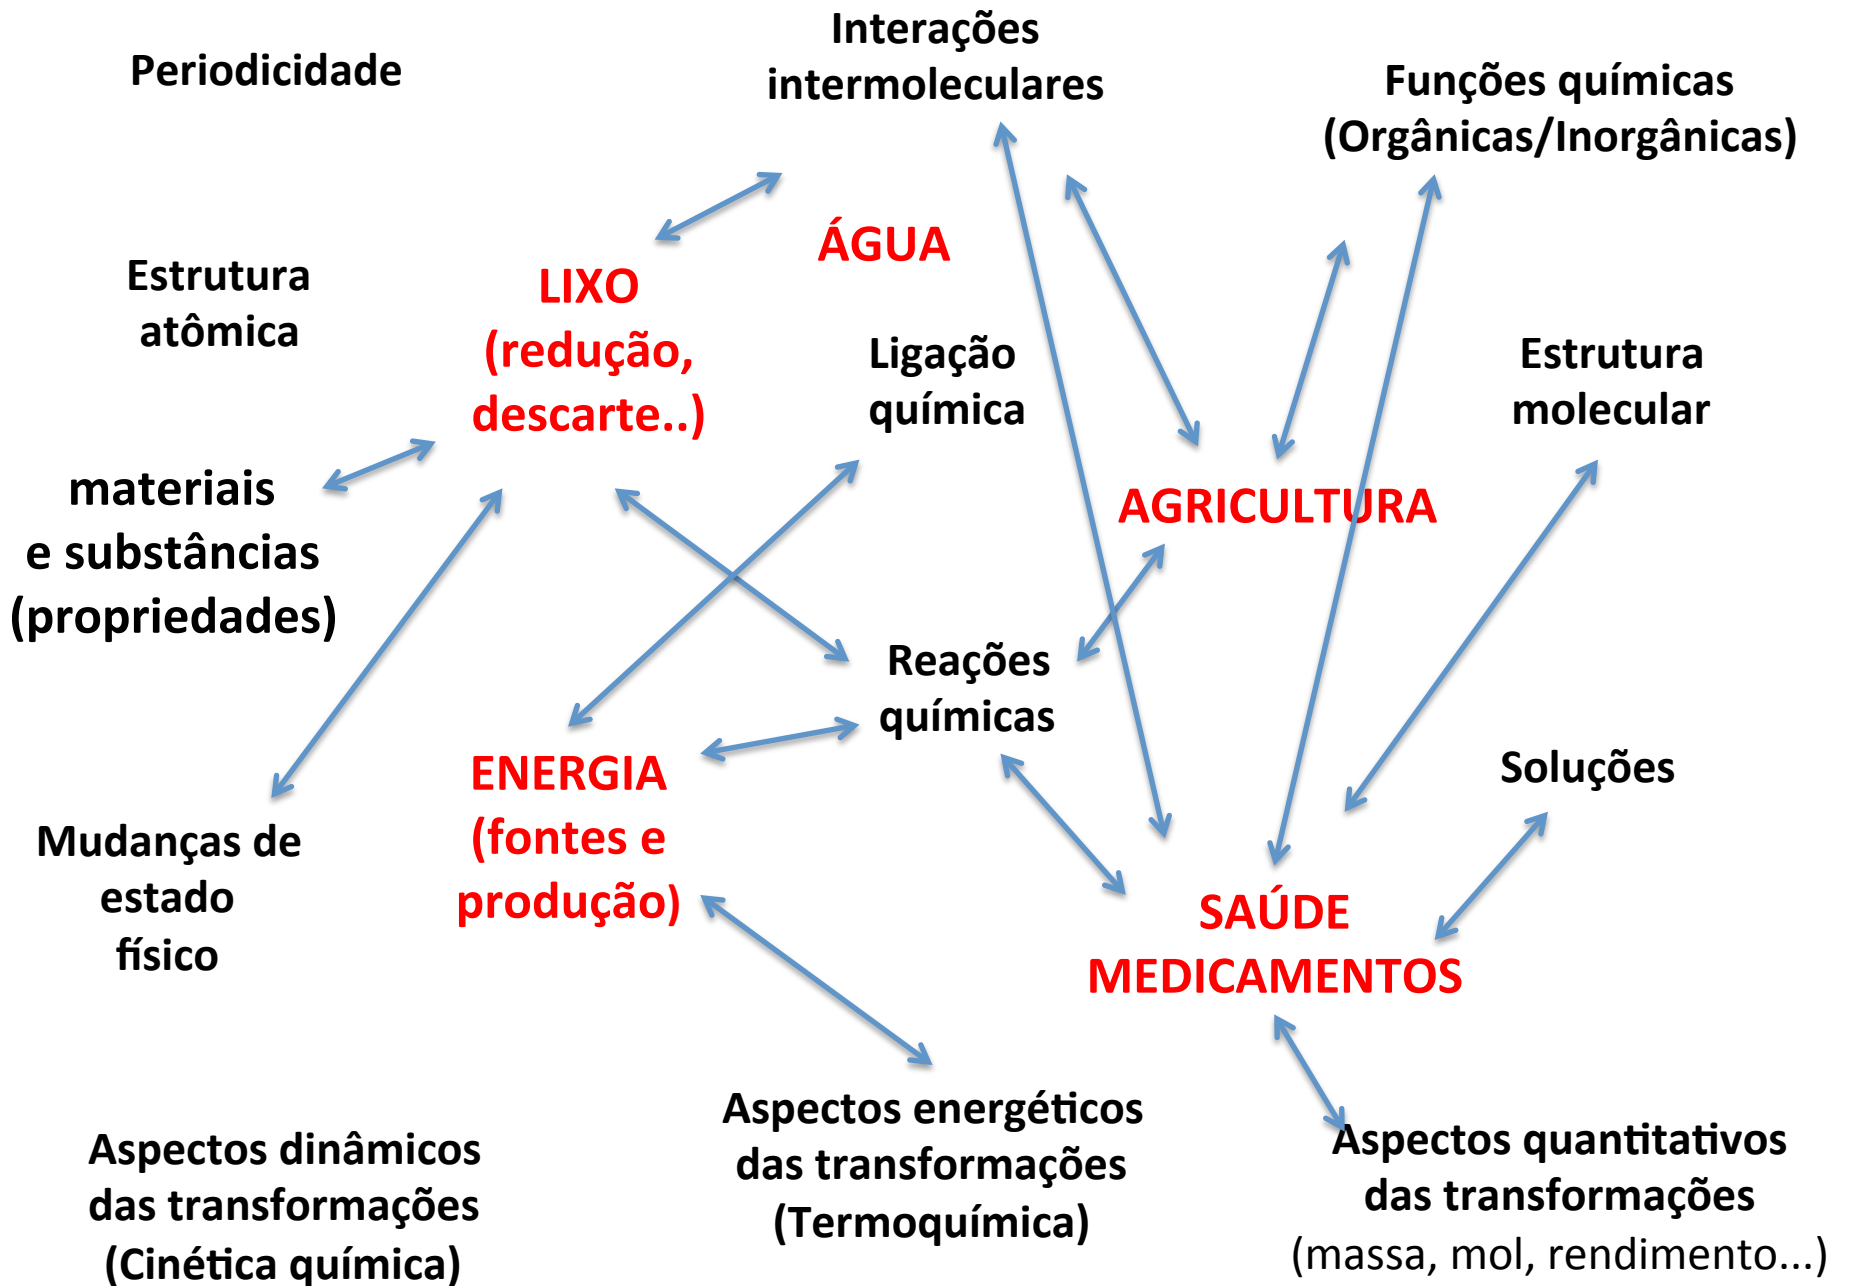 Periodicidade
Interações
intermoleculares
Funções químicas
(Orgânicas/Inorgânicas)
ÁGUA
Estrutura
atômica
LIXO
(redução,
descarte..)
Ligação
química
Estrutura
molecular
materiais
e substâncias
(propriedades)
AGRICULTURA
Reações
químicas
ENERGIA
(fontes e
produção)
Soluções
Mudanças de
estado
físico
SAÚDE
MEDICAMENTOS
Aspectos dinâmicos
das transformações
(Cinética química)
Aspectos energéticos
das transformações
(Termoquímica)
Aspectos quantitativos
das transformações
(massa, mol, rendimento...)